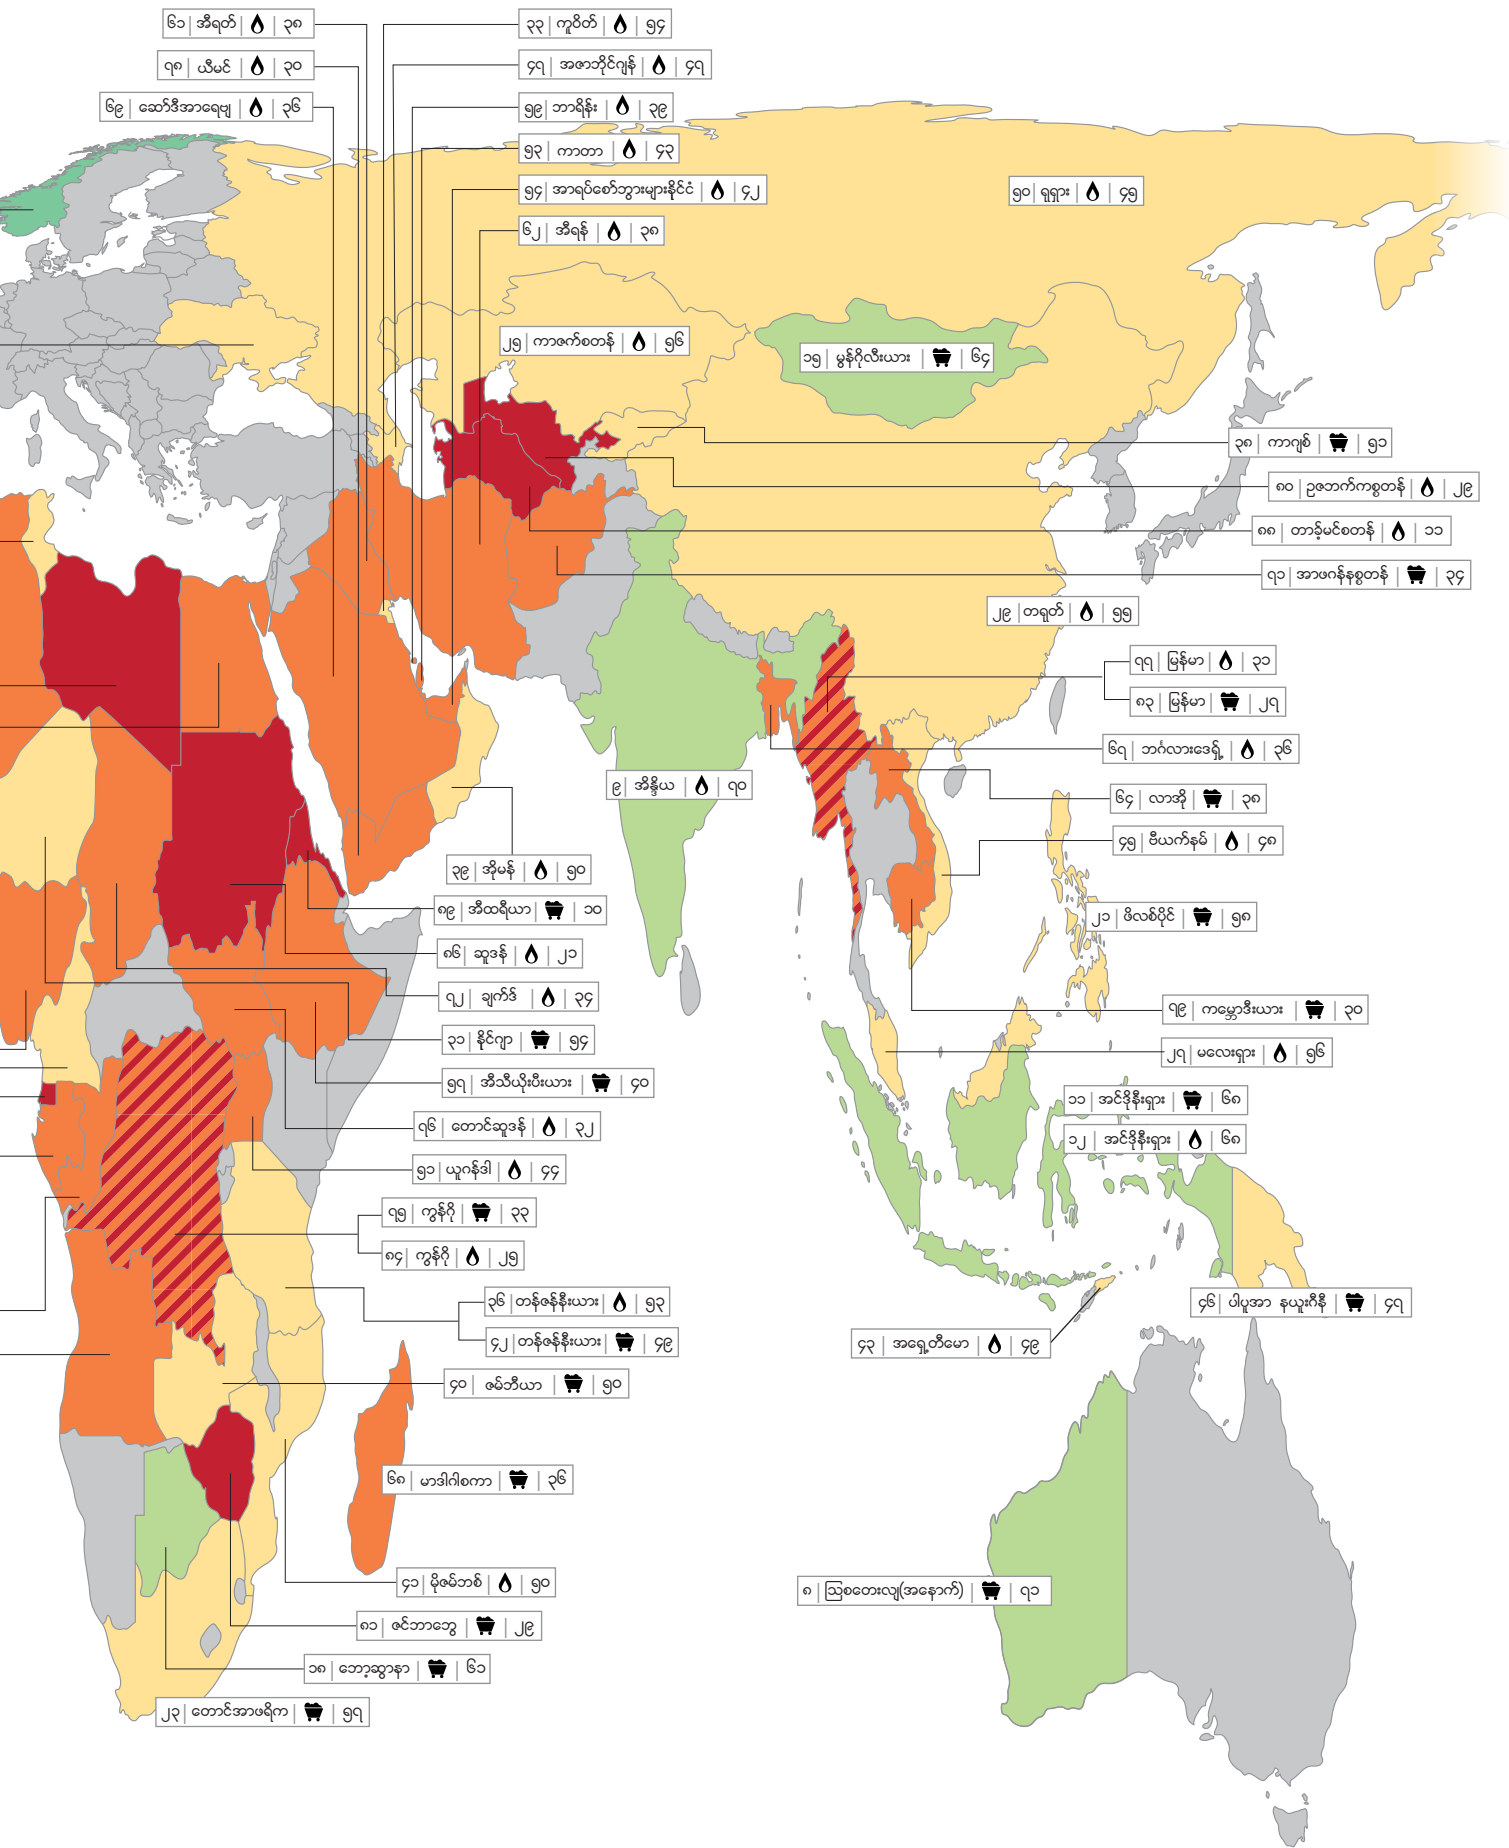 ၆၁ | အီရတ် | ၃၈
၇၈ | ယီမင် | ၃၀
၆၉ | ဆော်ဒီအာရေဗျ | ၃၆
၃၃ | ကူဝိတ် | ၅၄
၄၇ | အဇာဘိုင်ဂျန် | ၄၇
၅၉ | ဘာရိန်း | ၃၉
၅၃ | ကာတာ | ၄၃
၅၄ | အာရပ်စော်ဘွားများနိုင်ငံ | ၄၂
၆၂ | အီရန် | ၃၈
၅၀ | ရုရှား | ၄၅
၂၅ | ကာဇက်စတန် | ၅၆
၁၅ | မွန်ဂိုလီးယား | ၆၄
၃၈ | ကာဂျစ် | ၅၁
၈၀ | ဥဇဘက်ကစ္စတန် | ၂၉
၈၈ | တာ့ခ်မင်စတန် | ၁၁
၇၁ | အာဖဂန်နစ္စတန် | ၃၄
၂၉ | တရုတ် | ၅၅
၇၇ | မြန်မာ | ၃၁
၈၃ | မြန်မာ | ၂၇
၆၇ | ဘင်္ဂလားဒေ့ရှ် | ၃၆
၉ | အိန္ဒိယ | ၇၀
၆၄ | လာအို | ၃၈
၄၅ | ဗီယက်နမ် | ၄၈
၃၉ | အိုမန် | ၅၀
၈၉ | အီထရီယာ | ၁၀
၂၁ | ဖိလစ်ပိုင် | ၅၈
၈၆ | ဆူဒန် | ၂၁
၇၂ | ချက်ဒ် | ၃၄
၇၉ | ကမ္ဘောဒီးယား | ၃၀
၃၁ | နိုင်ဂျာ | ၅၄
၂၇ | မလေးရှား | ၅၆
၅၇ | အီသီယိုးပီးယား | ၄၀
၁၁ | အင်ဒိုနီးရှား | ၆၈
၇၆ | တောင်ဆူဒန် | ၃၂
၁၂ | အင်ဒိုနီးရှား | ၆၈
၅၁ | ယူဂန်ဒါ | ၄၄
၇၅ | ကွန်ဂို | ၃၃
၈၄ | ကွန်ဂို | ၂၅
၃၆ | တန်ဇန်နီးယား | ၅၃
၄၆ | ပါပူအာ နယူးဂီနီ | ၄၇
၄၂ | တန်ဇန်နီးယား | ၄၉
၄၃ | အရှေ့တီမော | ၄၉
၄၀ | ဇမ်ဘီယာ | ၅၀
၆၈ | မာဒါဂါစကာ | ၃၆
၄၁ | မိုဇမ်ဘစ် | ၅၀
၈ | ဩစတေးလျ(အနောက်) | ၇၁
၈၁ | ဇင်ဘာဘွေ | ၂၉
၁၈ | ဘော့ဆွာနာ | ၆၁
၂၃ | တောင်အာဖရိက | ၅၇